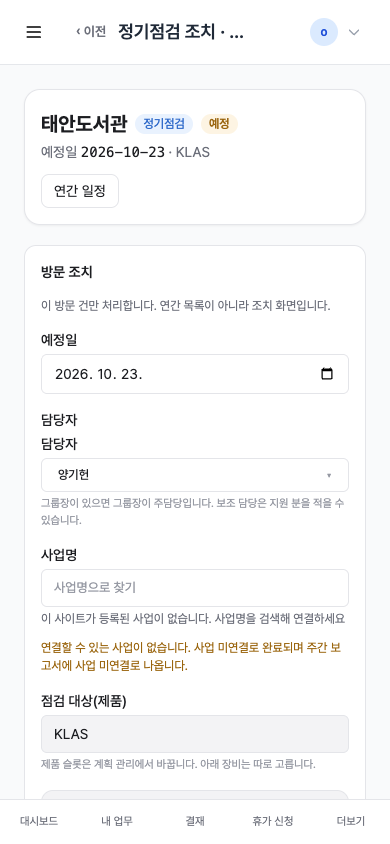 ‹ 이전 정기점검 조치 · ... o
태안도서관 정기점검 예정
예정일 2026-10-23 · KLAS
연간 일정
방문 조치
이 방문 건만 처리합니다. 연간 목록이 아니라 조치 화면입니다.
예정일
2026. 10. 23.
담당자
담당자
양기헌
그룹장이 있으면 그룹장이 주담당입니다. 보조 담당은 지원 분을 적을 수
있습니다.
사업명
사업명으로 찾기
이 사이트가 등록된 사업이 없습니다. 사업명을 검색해 연결하세요
연결할 수 있는 사업이 없습니다. 사업 미연결로 완료되며 주간 보
고서에 사업 미연결로 나옵니다.
점검 대상(제품)
KLAS
제품 슬롯은 계획 관리에서 바꿉니다. 아래 장비는 따로 고릅니다.
대시보드 내 업무 결재 휴가 신청 더보기